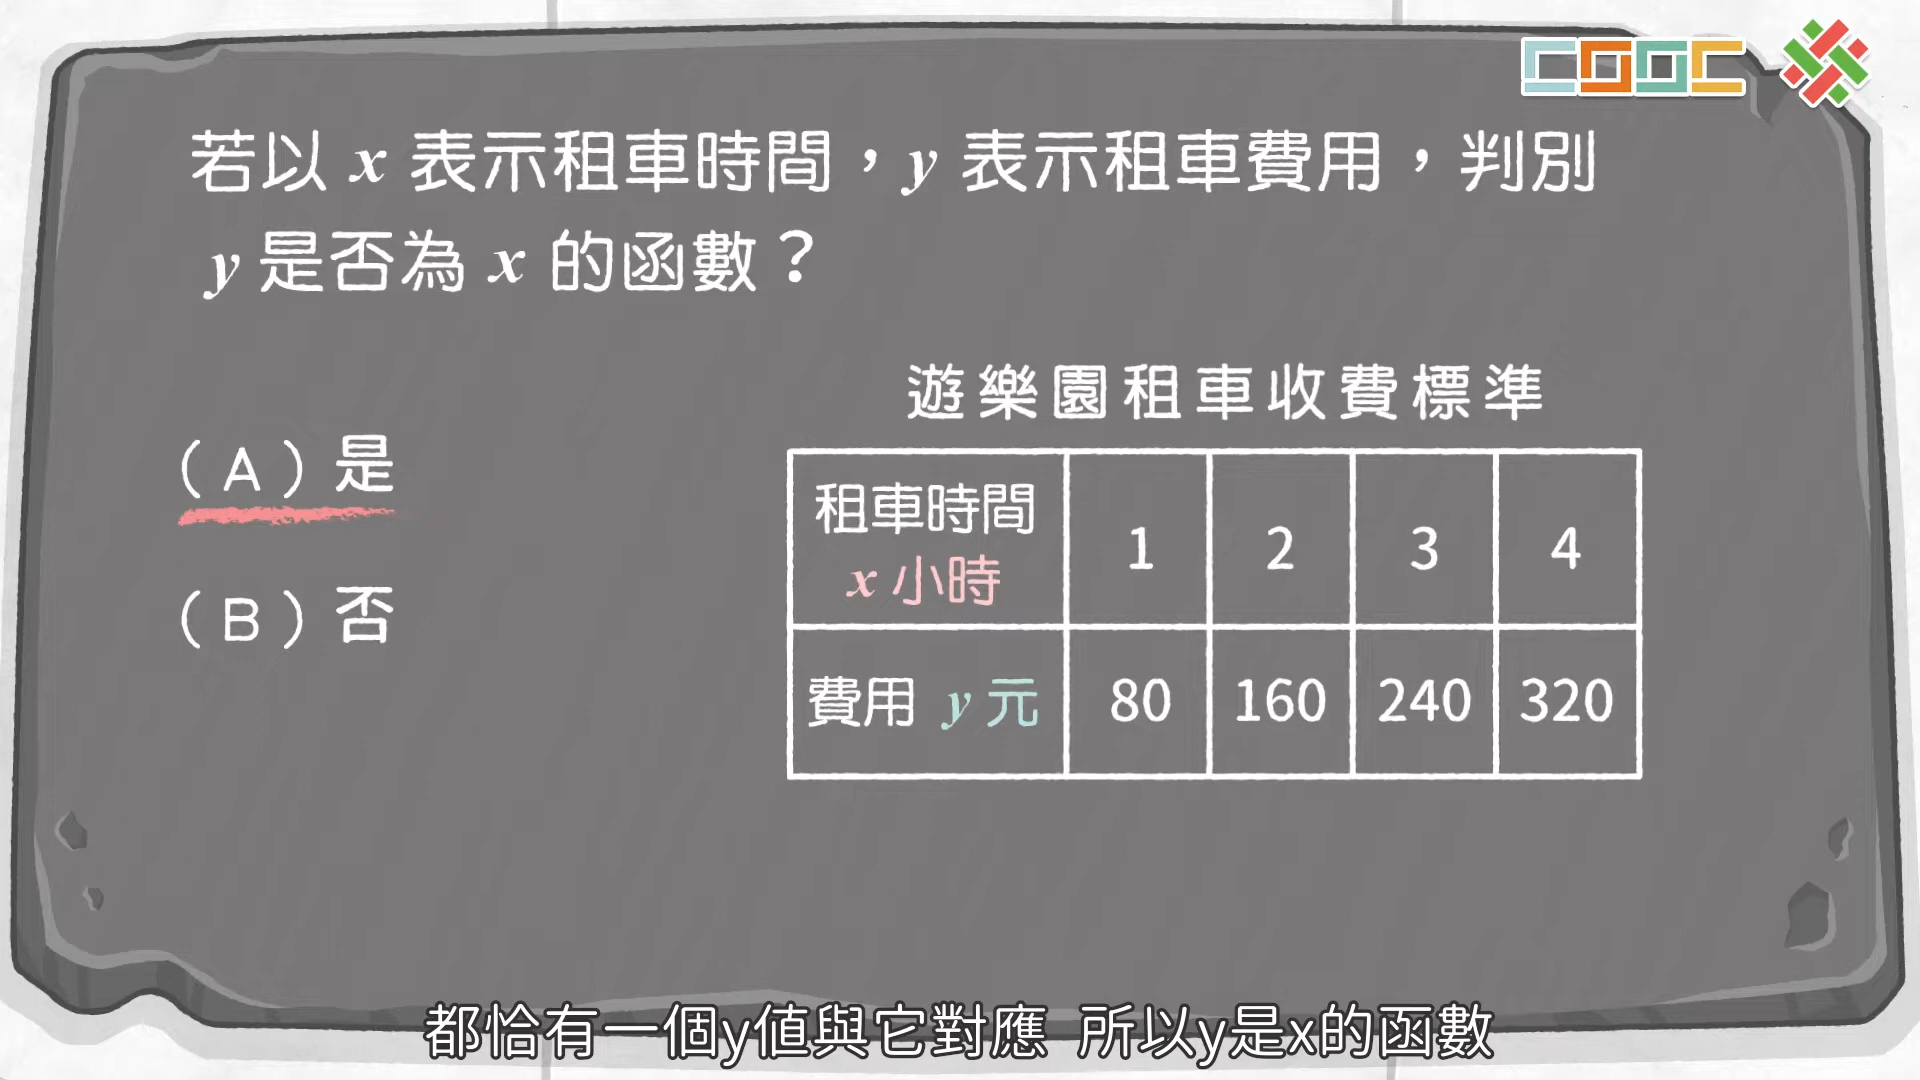 COOC
若以 x 表示租車時間，y 表示租車費用，判別
y 是否為 x 的函數？
遊樂園租車收費標準
（A）是
（B）否
租車時間 x 小時 1 2 3 4
費用 y 元 80 160 240 320
都恰有一個y值與它對應 所以y是x的函數